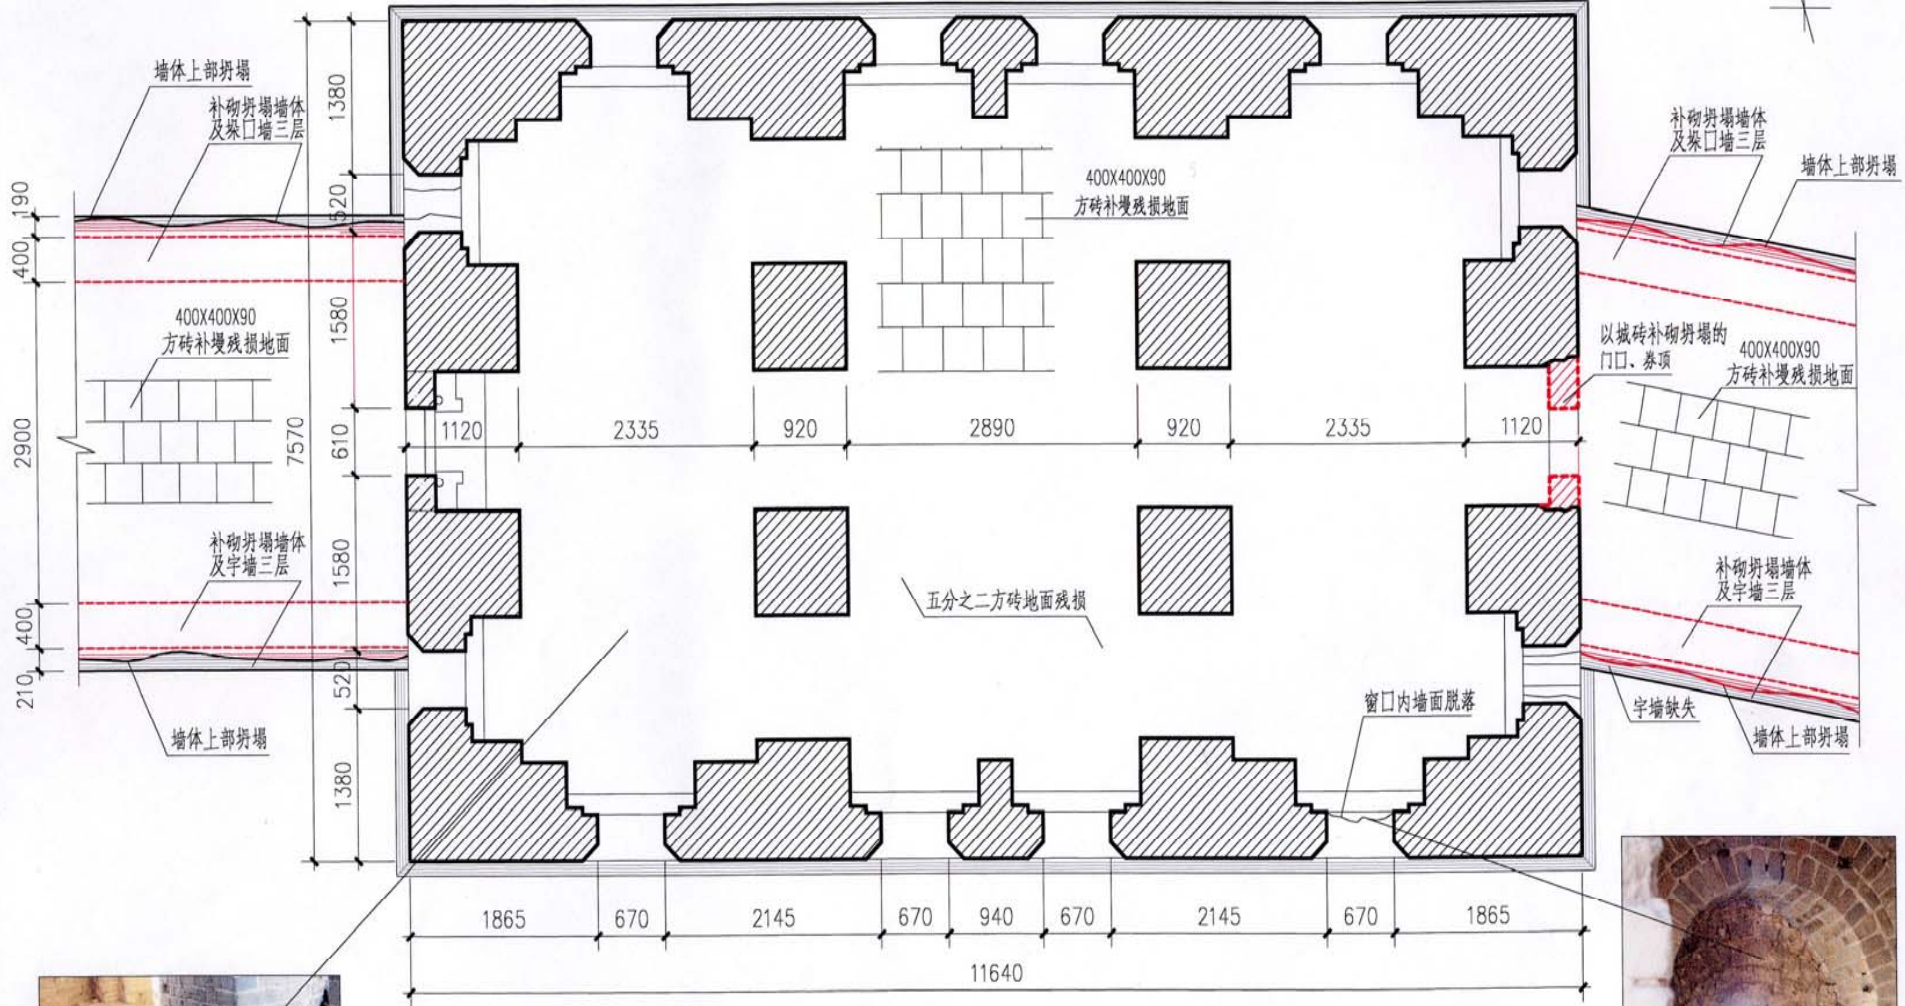 墙体上部坍塌
补砌坍塌墙体
及垛口墙三层
190
400
2900
400
210
400X400X90
方砖补墁残损地面
7570
1380
520
1580
610
1580
520
1380
补砌坍塌墙体
及宇墙三层
墙体上部坍塌
400X400X90
方砖补墁残损地面
1120
2335
920
2890
920
2335
1120
五分之二方砖地面残损
窗口内墙面脱落
补砌坍塌墙体
及垛口墙三层
墙体上部坍塌
以城砖补砌坍塌的
门口、券顶
400X400X90
方砖补墁残损地面
补砌坍塌墙体
及宇墙三层
宇墙缺失
墙体上部坍塌
1865
670
2145
670
940
670
2145
670
1865
11640